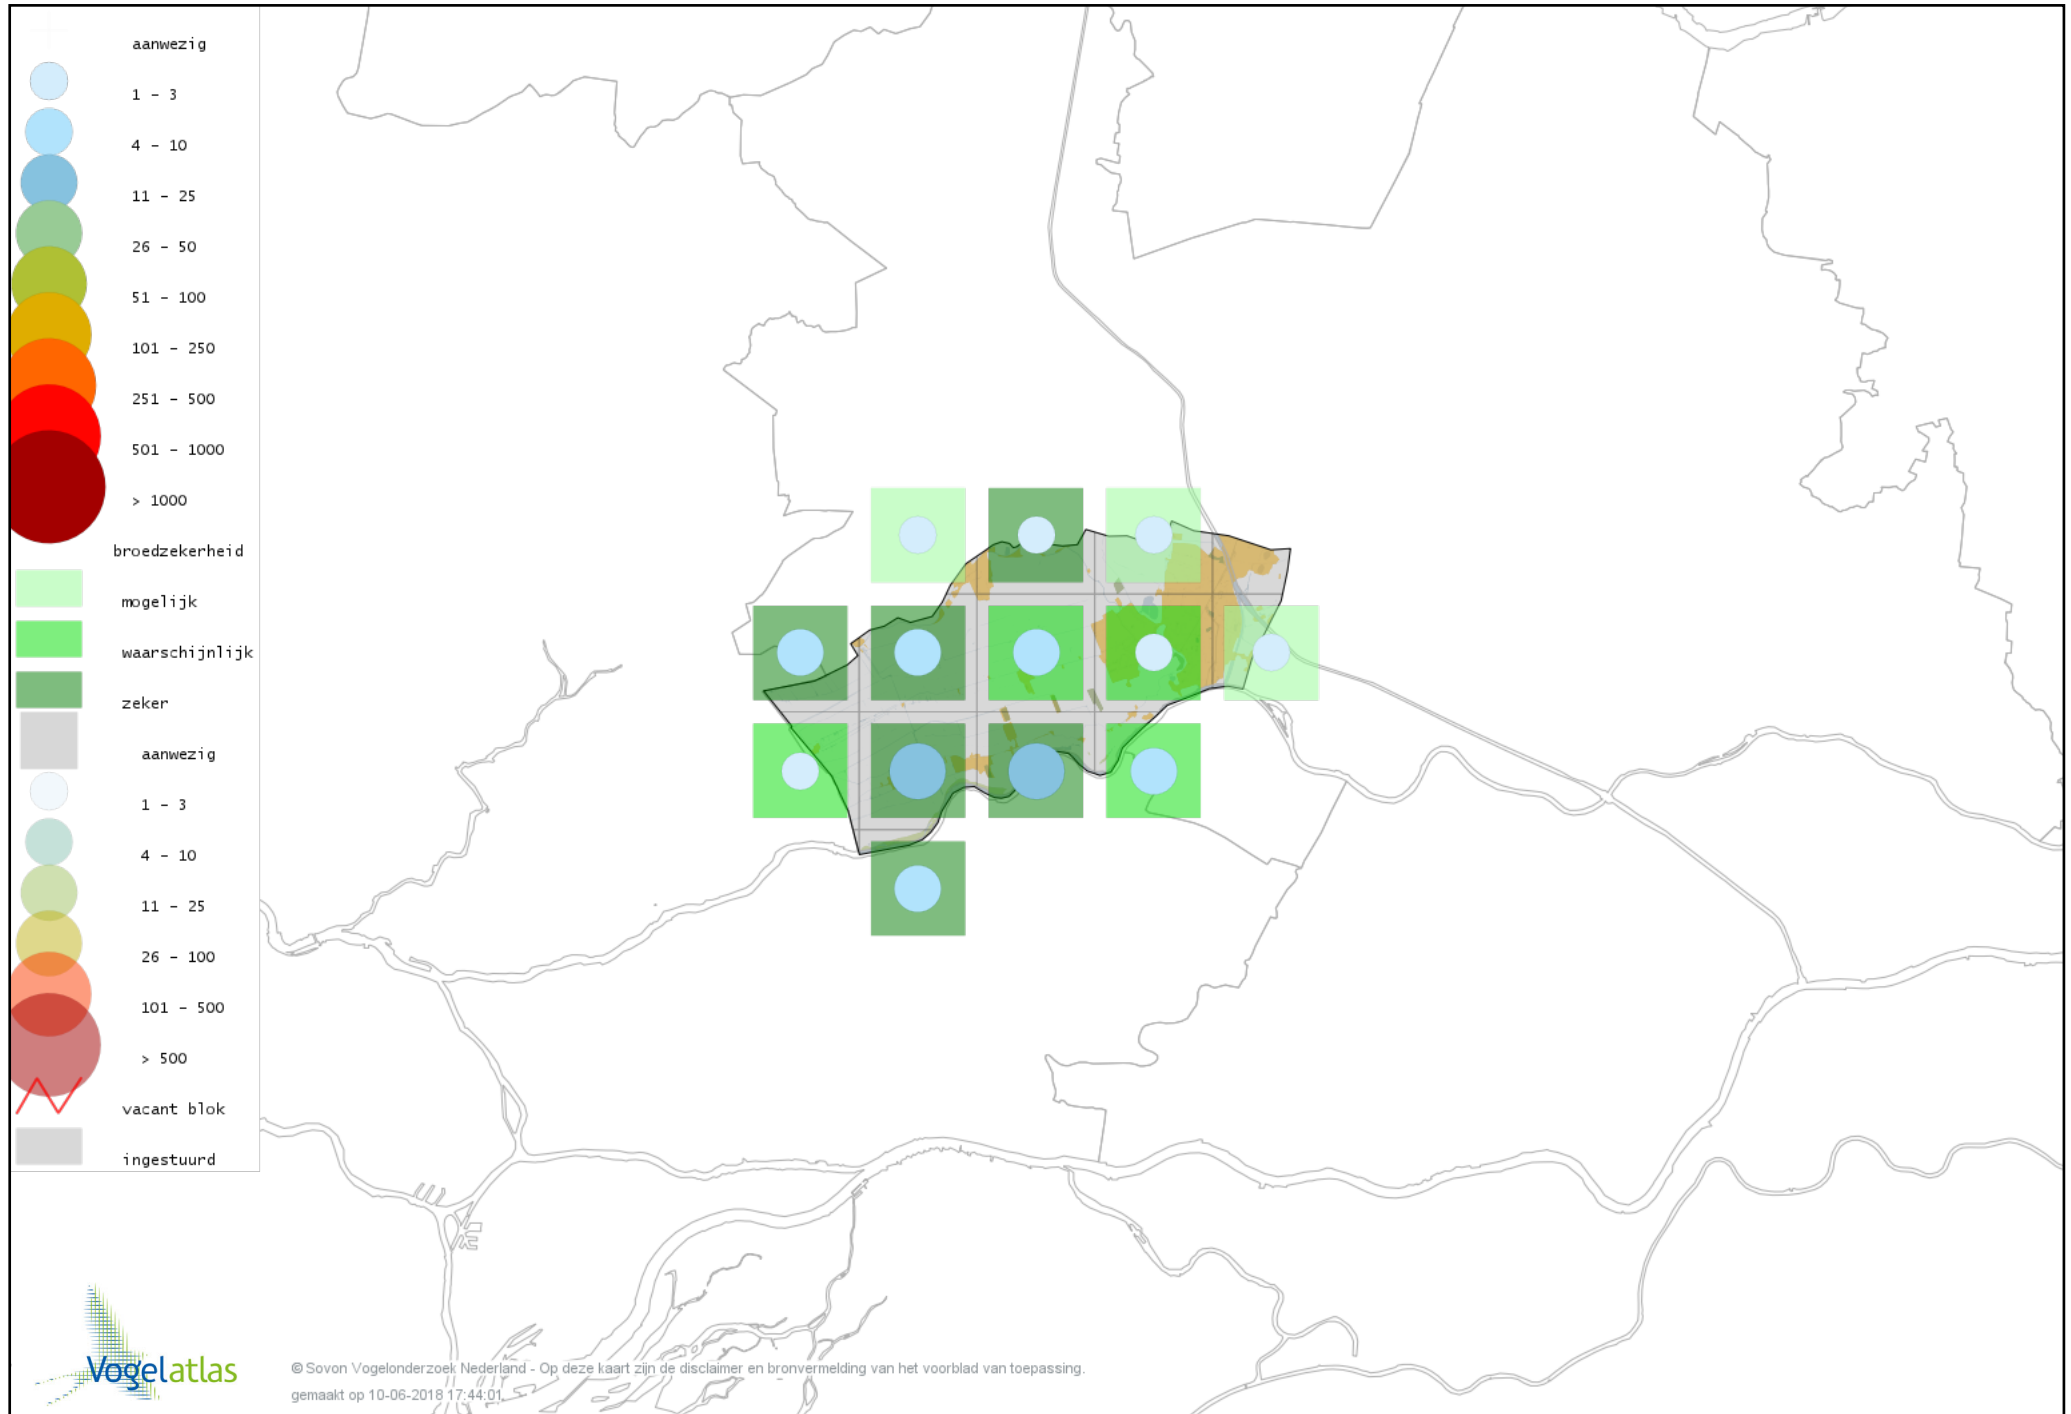 aanwezig
1 – 3
4 – 10
11 – 25
26 – 50
51 – 100
101 – 250
251 – 500
501 – 1000
> 1000
broedzekerheid
mogelijk
waarschijnlijk
zeker
aanwezig
1 – 3
4 – 10
11 – 25
26 – 100
101 – 500
> 500
vacant blok
ingestuurd
Vogelatlas
© Sovon Vogelonderzoek Nederland - Op deze kaart zijn de disclaimer en bronvermelding van het voorblad van toepassing.
gemaakt op 10-06-2018 17:44:01